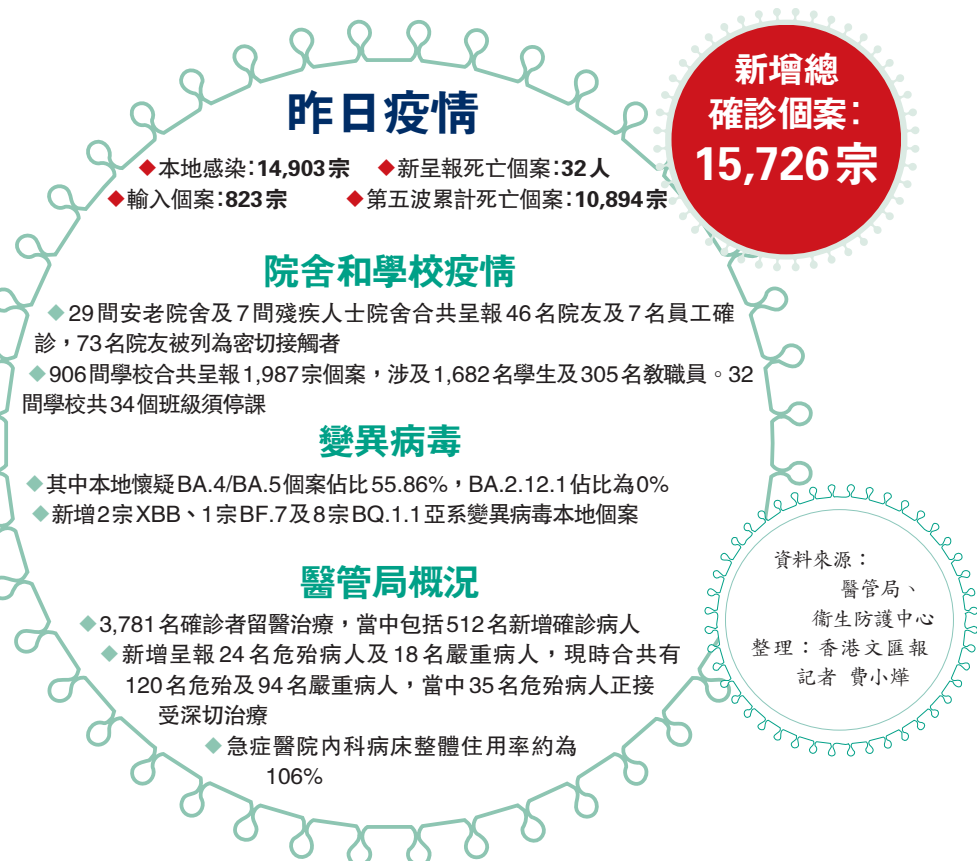 昨日疫情
新增總
確診個案：
15,726宗
◆本地感染：14,903宗 ◆新呈報死亡個案：32人
◆輸入個案：823宗 ◆第五波累計死亡個案：10,894宗
院舍和學校疫情
◆29間安老院舍及7間殘疾人士院舍合共呈報46名院友及7名員工確
診，73名院友被列為密切接觸者
◆906間學校合共呈報1,987宗個案，涉及1,682名學生及305名教職員。32
間學校共34個班級須停課
變異病毒
◆其中本地懷疑BA.4/BA.5個案佔比55.86%，BA.2.12.1佔比為0%
◆新增2宗XBB、1宗BF.7及8宗BQ.1.1亞系變異病毒本地個案
醫管局概況
◆3,781名確診者留醫治療，當中包括512名新增確診病人
◆新增呈報24名危殆病人及18名嚴重病人，現時合共有
120名危殆及94名嚴重病人，當中35名危殆病人正接
受深切治療
◆急症醫院內科病床整體住用率約為
106%
資料來源：
醫管局、
衞生防護中心
整理：香港文匯報
記者 費小燁